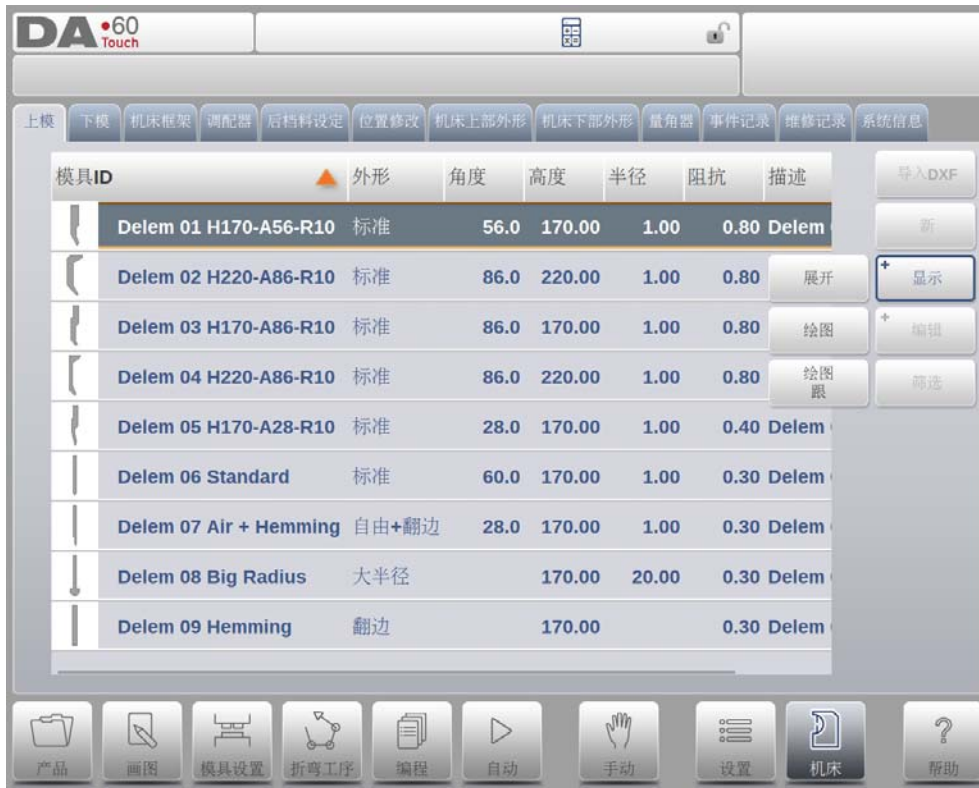 DA•60
Touch
上模 下模 机床框架 调配器 后档料设定 位置修改 机床上部外形 机床下部外形 量角器 事件记录 维修记录 系统信息
模具ID 外形 角度 高度 半径 阻抗 描述 导入DXF
Delem 01 H170-A56-R10 标准 56.0 170.00 1.00 0.80 Delem 新
Delem 02 H220-A86-R10 标准 86.0 220.00 1.00 0.80 展开 显示
Delem 03 H170-A86-R10 标准 86.0 170.00 1.00 0.80 绘图 编辑
Delem 04 H220-A86-R10 标准 86.0 220.00 1.00 0.80 绘图 筛选
跟
Delem 05 H170-A28-R10 标准 28.0 170.00 1.00 0.40 Delem
Delem 06 Standard 标准 60.0 170.00 1.00 0.30 Delem
Delem 07 Air + Hemming 自由+翻边 28.0 170.00 1.00 0.30 Delem
Delem 08 Big Radius 大半径 170.00 20.00 0.30 Delem
Delem 09 Hemming 翻边 170.00 0.30 Delem
产品 画图 模具设置 折弯工序 编程 自动 手动 设置 机床 帮助